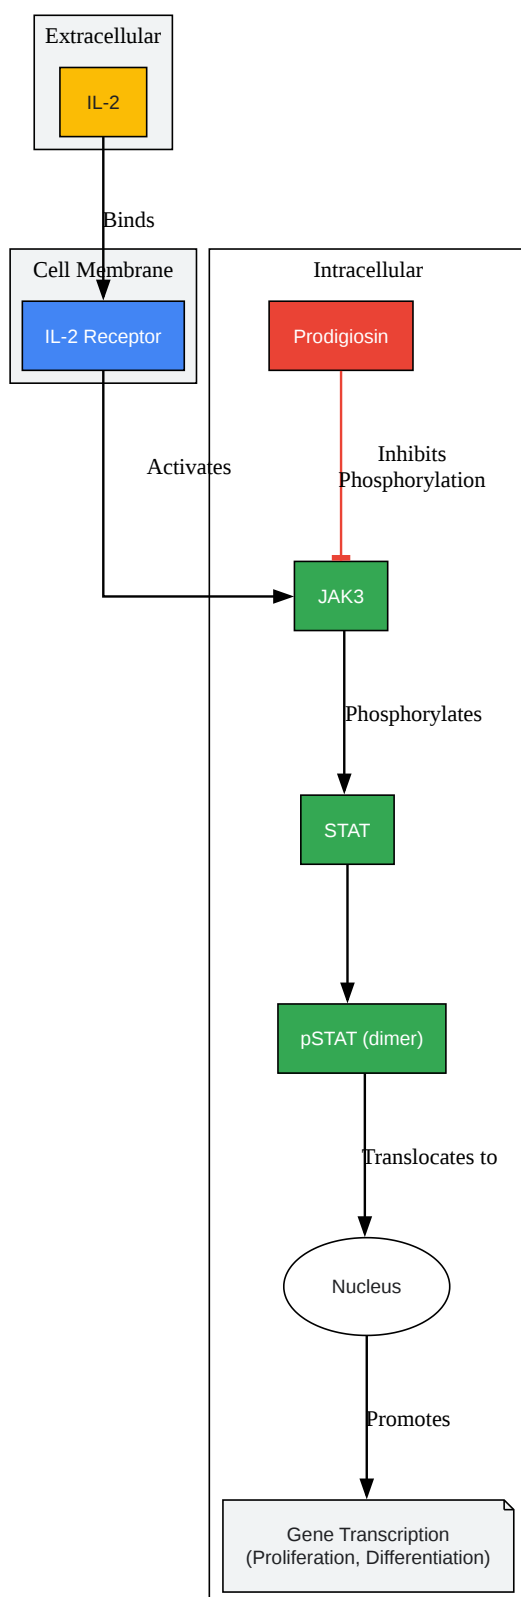 Extracellular
IL-2
Binds
Cell Membrane
IL-2 Receptor
Intracellular
Prodigiosin
Activates
Inhibits
Phosphorylation
JAK3
Phosphorylates
STAT
pSTAT (dimer)
Translocates to
Nucleus
Promotes
Gene Transcription
(Proliferation, Differentiation)